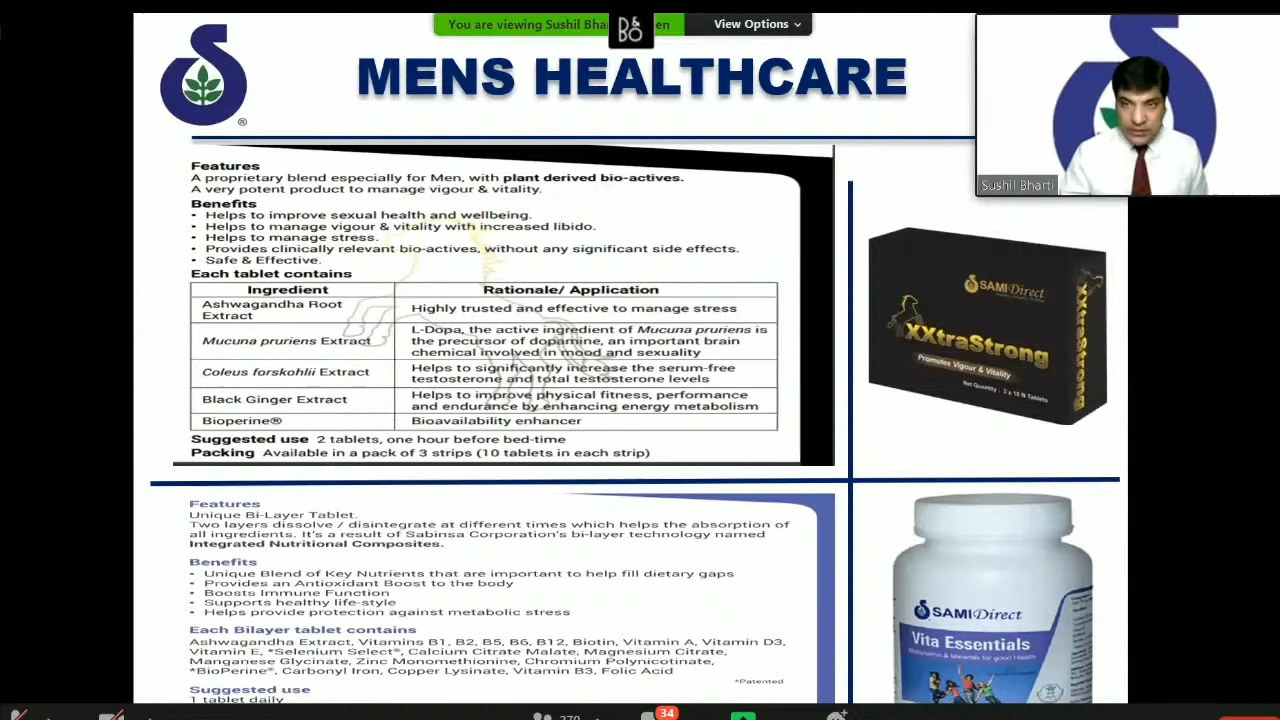 You are viewing Sushil Bha
en
View Options
B&
DO
MENS HEALTHCARE
®
Sushil Bharti
Features
A proprietary blend especially for Men, with plant derived bio-actives.
A very potent product to manage vigour & vitality.
Benefits
• Helps to improve sexual health and wellbeing.
• Helps to manage vigour & vitality with increased libido.
• Helps to manage stress.
• Provides clinically relevant bio-actives, without any significant side effects.
• Safe & Effective.
Each tablet contains
Ingredient Rationale/ Application
Ashwagandha Root Extract Highly trusted and effective to manage stress
Mucuna pruriens Extract L-Dopa, the active ingredient of Mucuna pruriens is
the precursor of dopamine, an important brain
chemical involved in mood and sexuality
Coleus forskohlii Extract Helps to significantly increase the serum-free
testosterone and total testosterone levels
Black Ginger Extract Helps to improve physical fitness, performance
and endurance by enhancing energy metabolism
Bioperine® Bioavailability enhancer
Suggested use 2 tablets, one hour before bed-time
Packing Available in a pack of 3 strips (10 tablets in each strip)
SAMIDirect
XXtraStrong
Promotes Vigour & Vitality
Net Quantity : 3 x 10 N Tablets
XXtraStrong
Features
Unique Bi-Layer Tablet.
Two layers dissolve / disintegrate at different times which helps the absorption of
all ingredients. It's a result of Sabinsa Corporation's bi-layer technology named
Integrated Nutritional Composites.
Benefits
• Unique Blend of Key Nutrients that are important to help fill dietary gaps
• Provides an Antioxidant Boost to the body
• Boosts Immune Function
• Supports healthy life-style
• Helps provide protection against metabolic stress
Each Bilayer tablet contains
Ashwagandha Extract, Vitamins B1, B2, B5, B6, B12, Biotin, Vitamin A, Vitamin D3,
Vitamin E, *Selenium Select®, Calcium Citrate Malate, Magnesium Citrate,
Manganese Glycinate, Zinc Monomethionine, Chromium Polynicotinate,
*BioPerine®, Carbonyl Iron, Copper Lysinate, Vitamin B3, Folic Acid
*Patented
Suggested use
1 tablet daily
SAMIDirect
Vita Essentials
& Minerals for good Health
34